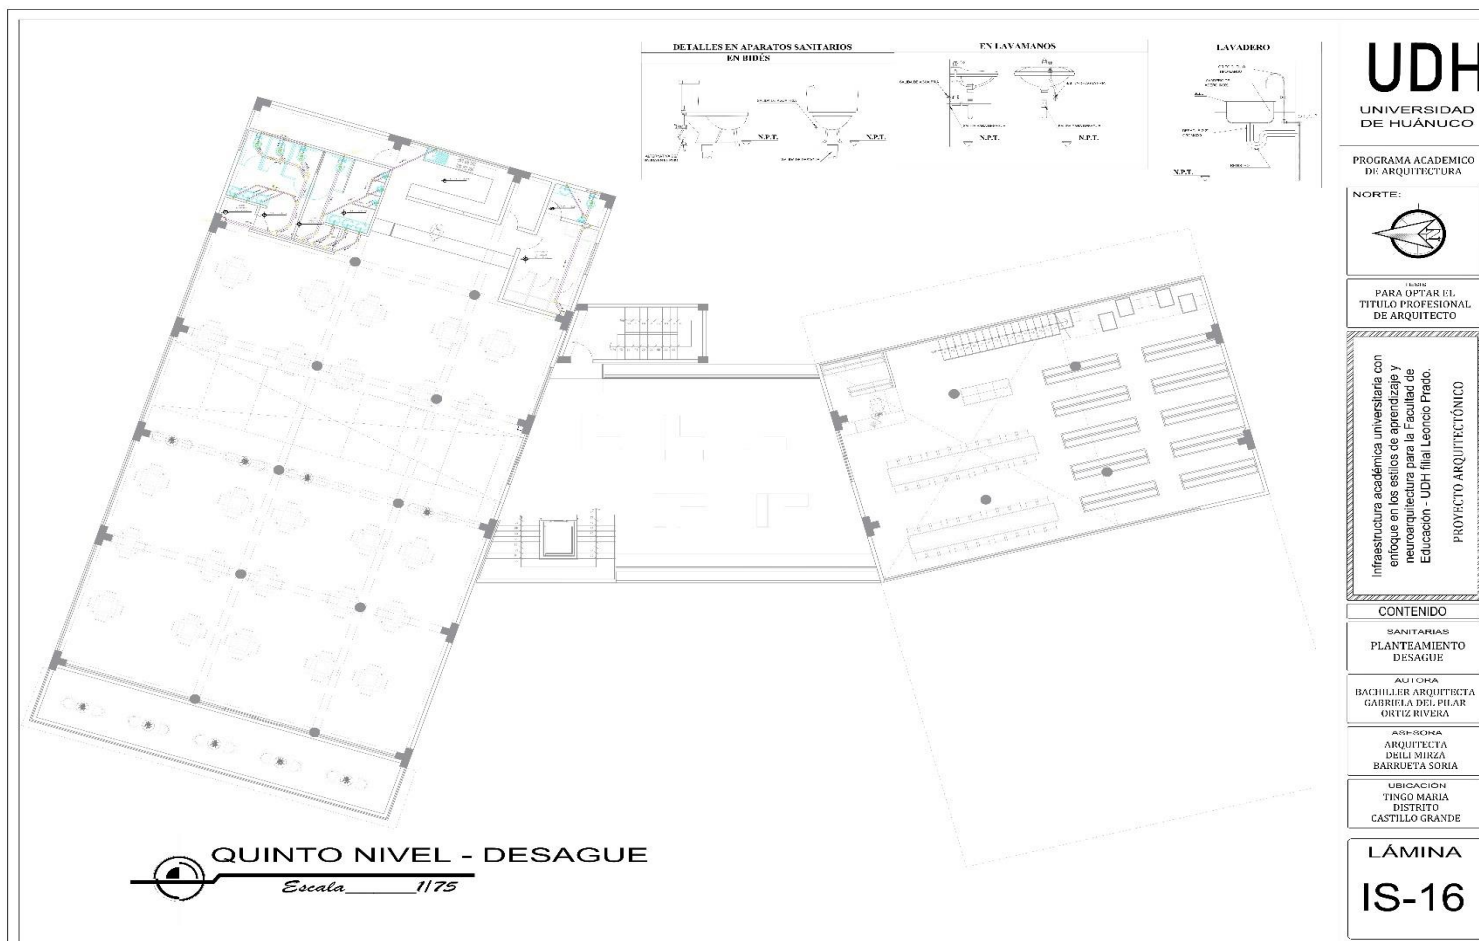 DETALLES EN APARATOS SANITARIOS
EN BIDÉS
N.P.T.
N.P.T.
EN LAVAMANOS
N.P.T.
N.P.T.
LAVADERO
N.P.T.
QUINTO NIVEL - DESAGUE
Escala 1/75
UDH
UNIVERSIDAD
DE HUÁNUCO
PROGRAMA ACADEMICO
DE ARQUITECTURA
NORTE:
PARA OPTAR EL
TITULO PROFESIONAL
DE ARQUITECTO
Infraestructura académica universitaria con
enfoque en los estilos de aprendizaje y
neuroarquitectura para la Facultad de
Educación - UDH filial Leoncio Prado.
PROYECTO ARQUITECTÓNICO
CONTENIDO
SANITARIAS
PLANTEAMIENTO
DESAGUE
AUTORA
BACHILLER ARQUITECTA
GABRIELA DEL PILAR
ORTIZ RIVERA
ASESORA
ARQUITECTA
DEILI MIRZA
BARRUETA SORIA
UBICACION
TINGO MARIA
DISTRITO
CASTILLO GRANDE
LÁMINA
IS-16